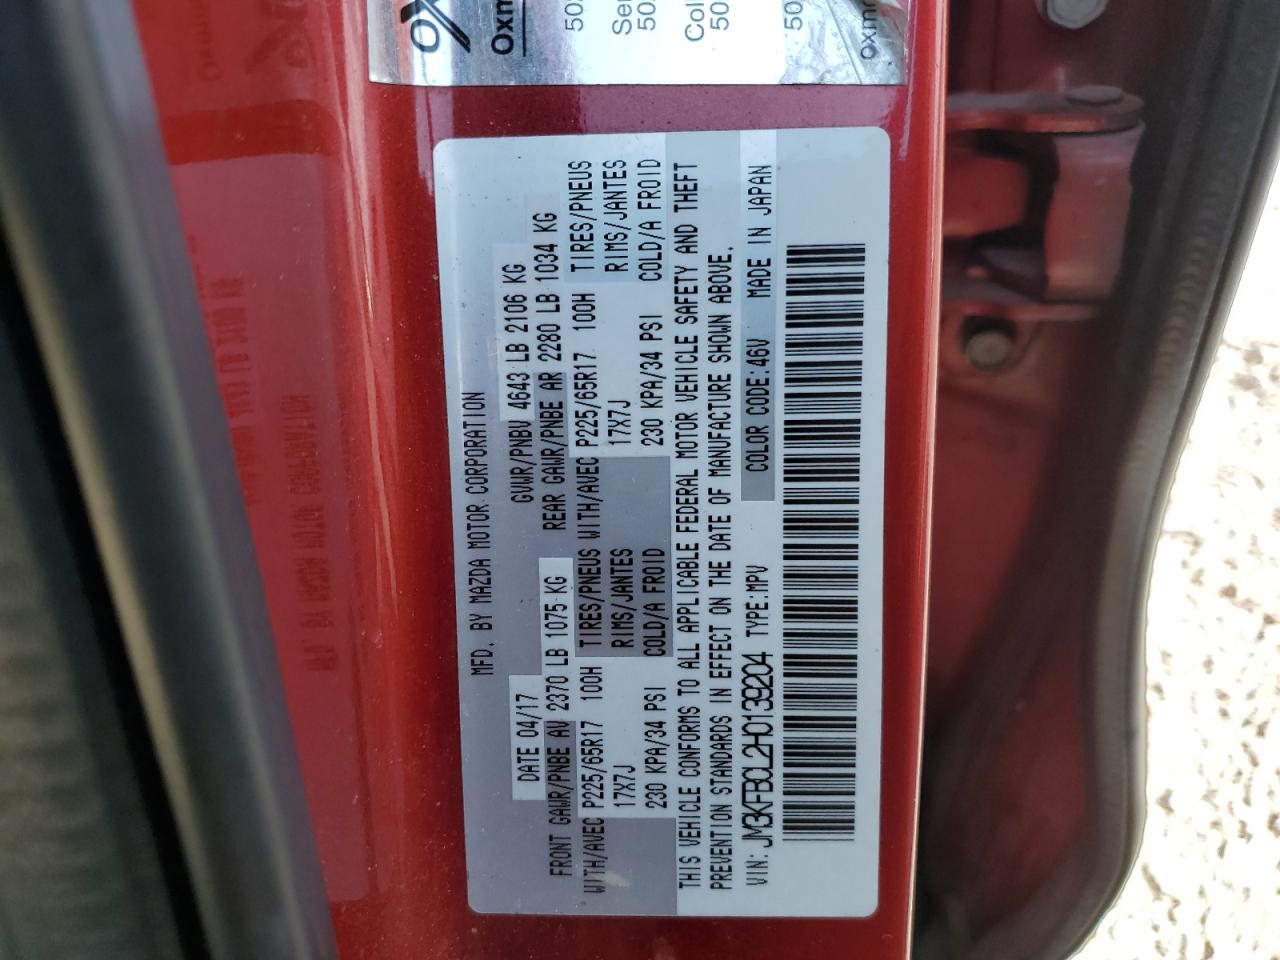 MFD. BY MAZDA MOTOR CORPORATION
DATE 04/17 GVWR/PNBV 4643 LB 2106 KG
FRONT GAWR/PNBE AV 2370 LB 1075 KG REAR GAWR/PNBE AR 2280 LB 1034 KG
WITH/AVEC P225/65R17 100H TIRES/PNEUS WITH/AVEC P225/65R17 100H TIRES/PNEUS
17X7J RIMS/JANTES 17X7J RIMS/JANTES
230 KPA/34 PSI COLD/A FROID 230 KPA/34 PSI COLD/A FROID
THIS VEHICLE CONFORMS TO ALL APPLICABLE FEDERAL MOTOR VEHICLE SAFETY AND THEFT
PREVENTION STANDARDS IN EFFECT ON THE DATE OF MANUFACTURE SHOWN ABOVE.
VIN: JM3KFBCL2H0139204 TYPE:MPV COLOR CODE:46V MADE IN JAPAN